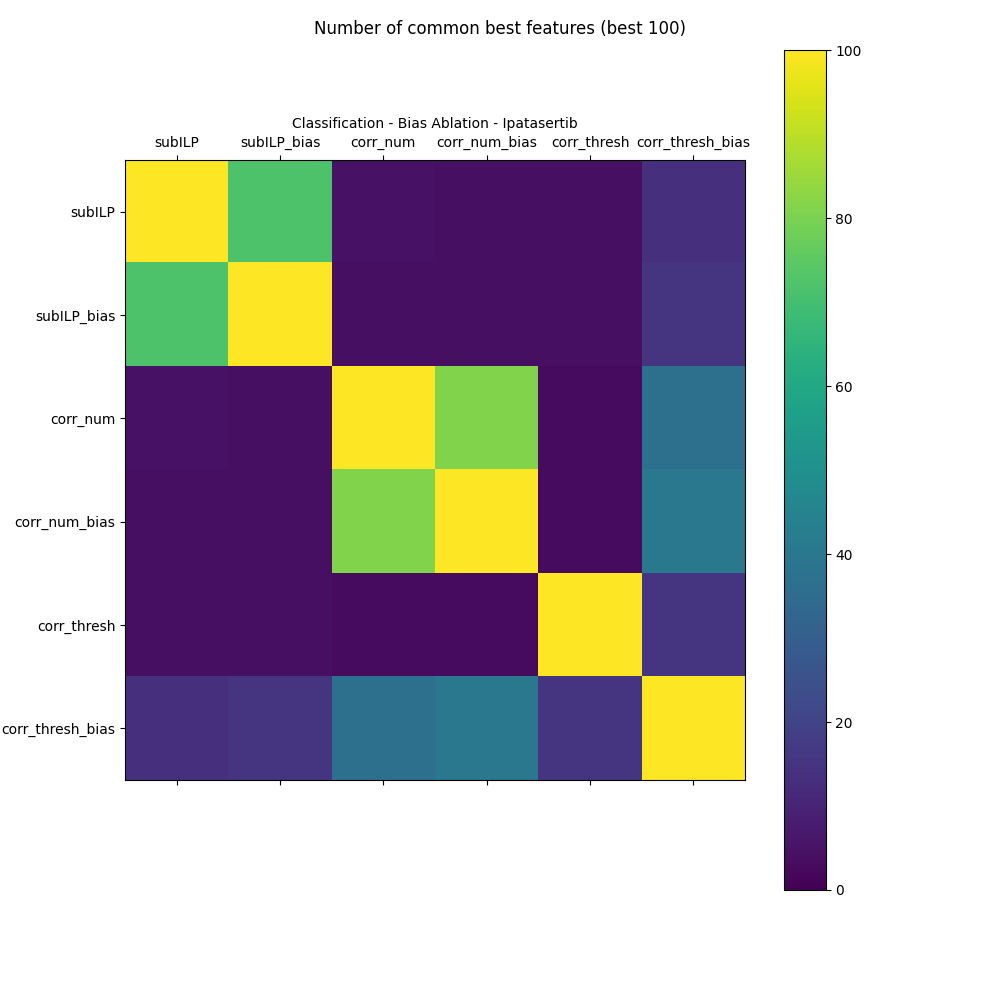 Number of common best features (best 100)
Classification - Bias Ablation - Ipatasertib
subILP subILP_bias corr_num corr_num_bias corr_thresh corr_thresh_bias
subILP
subILP_bias
corr_num
corr_num_bias
corr_thresh
corr_thresh_bias
100
80
60
40
20
0